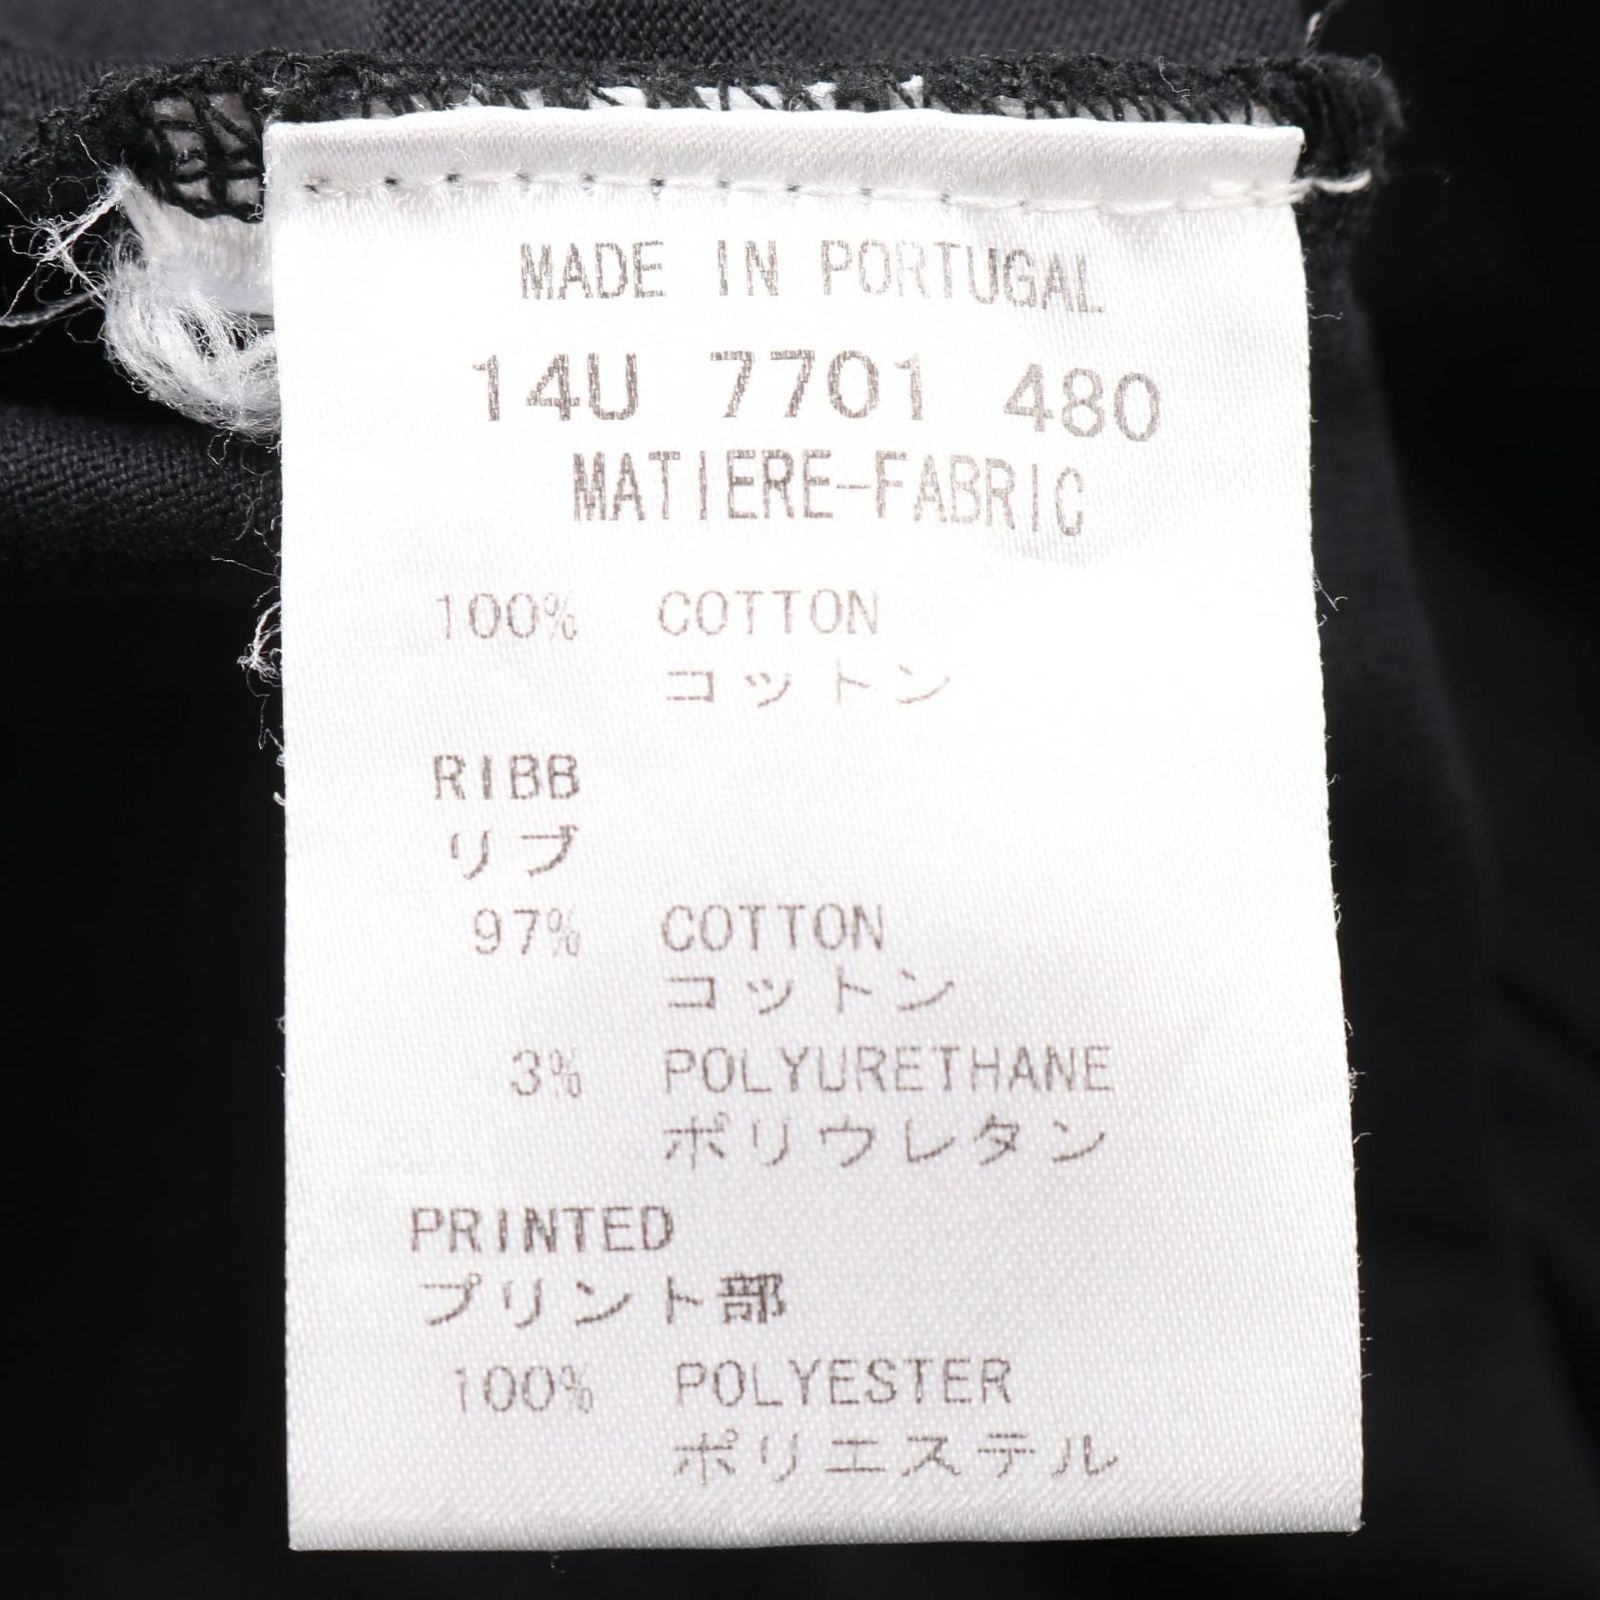 MADE IN PORTUGAL
14U 7701 480
MATIERE-FABRIC
100% COTTON
コットン
RIBB
リブ
97% COTTON
コットン
3% POLYURETHANE
ポリウレタン
PRINTED
プリント部
100% POLYESTER
ポリエステル